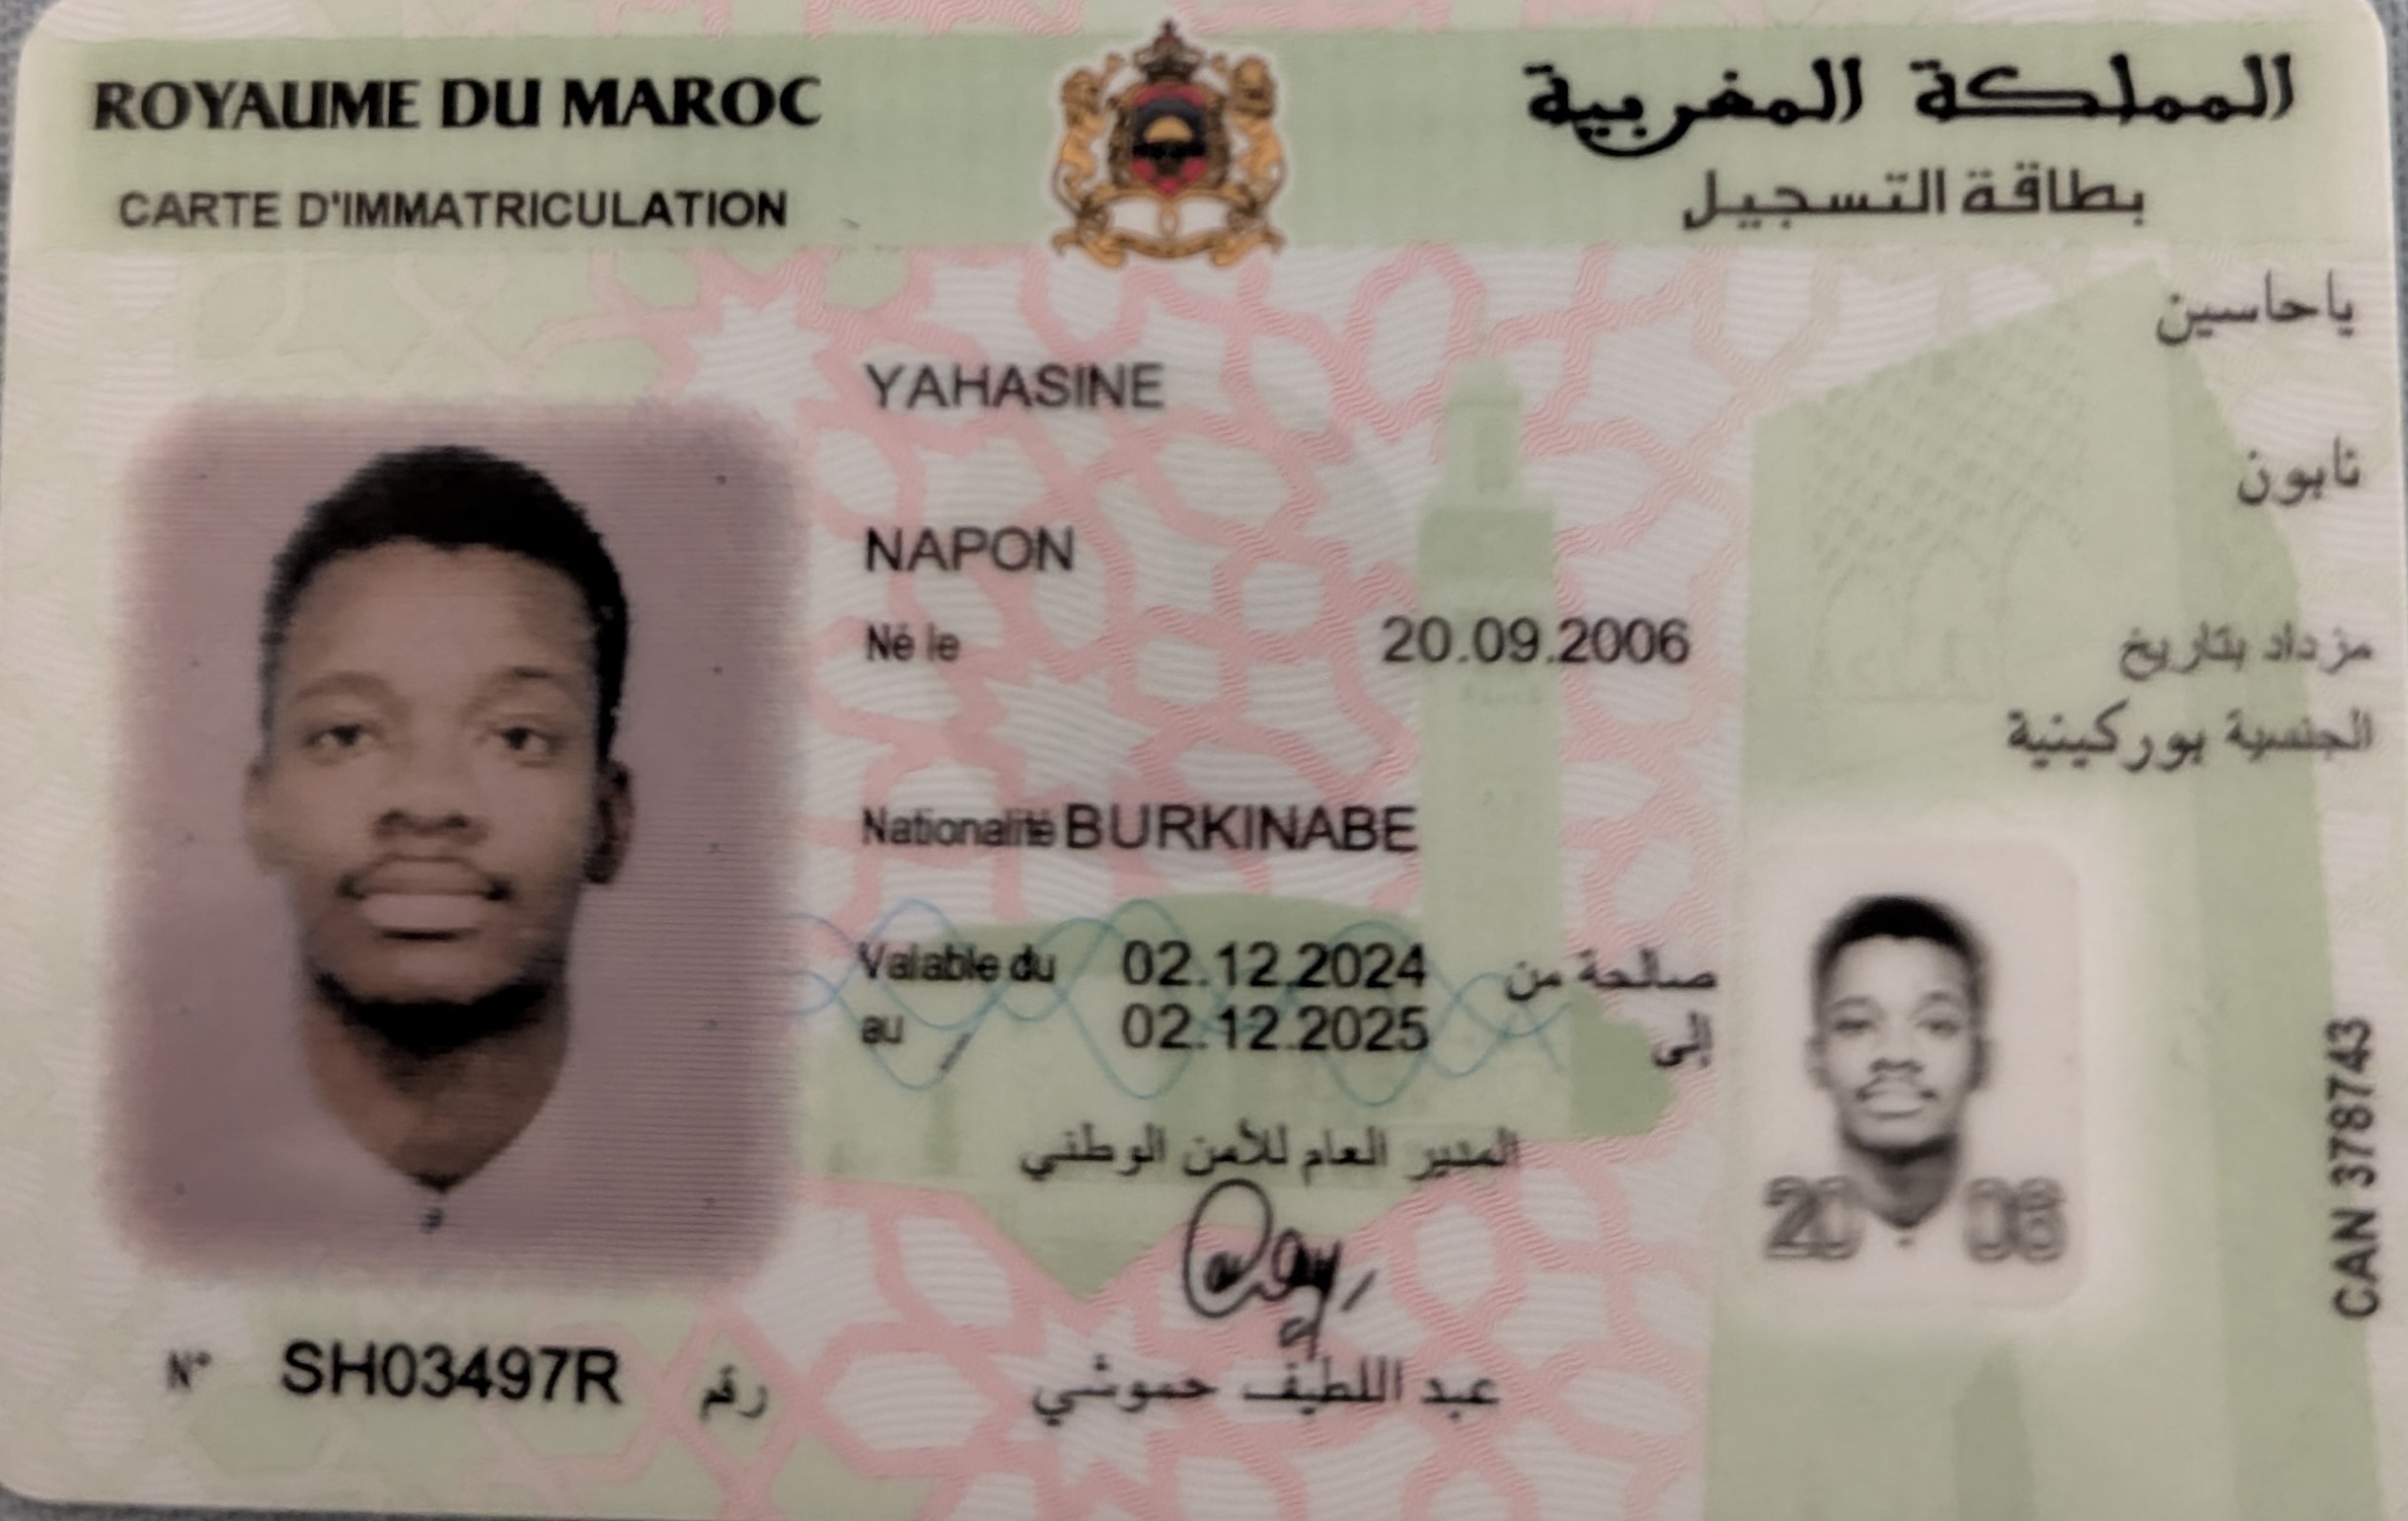 ROYAUME DU MAROC
المملكة المغربية
CARTE D'IMMATRICULATION
بطاقة التسجيل
ياحاسين
YAHASINE
نابون
NAPON
Né le 20.09.2006 مزداد بتاريخ
الجنسية بوركينية
Nationalité BURKINABE
Valable du 02.12.2024 صالحة من
au 02.12.2025 إلى
المدير العام للأمن الوطني
عبد اللطيف حموشي
N° SH03497R رقم
20 06
CAN 378743